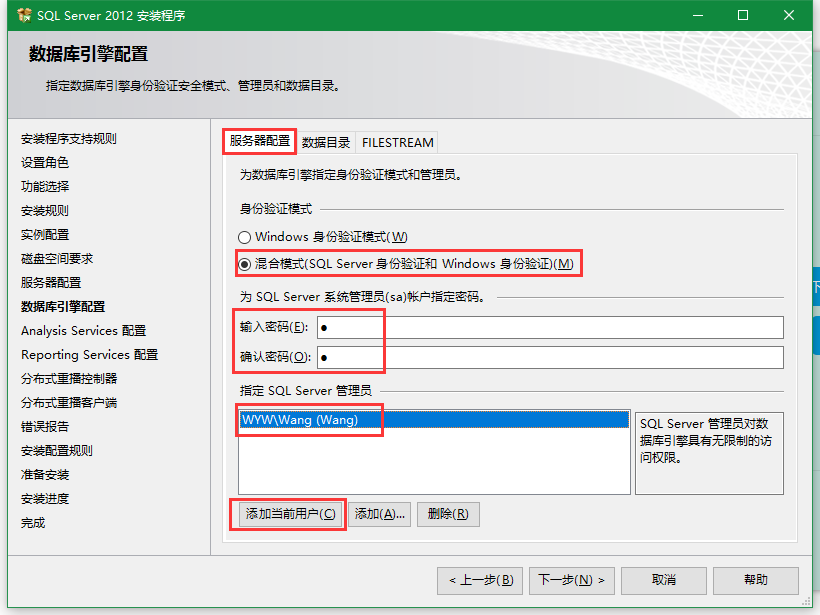 SQL Server 2012 安装程序
数据库引擎配置
指定数据库引擎身份验证安全模式、管理员和数据目录。
安装程序支持规则
设置角色
功能选择
安装规则
实例配置
磁盘空间要求
服务器配置
数据库引擎配置
Analysis Services 配置
Reporting Services 配置
分布式重播控制器
分布式重播客户端
错误报告
安装配置规则
准备安装
安装进度
完成
服务器配置 数据目录 FILESTREAM
为数据库引擎指定身份验证模式和管理员。
身份验证模式
Windows 身份验证模式(W)
混合模式(SQL Server 身份验证和 Windows 身份验证)(M)
为 SQL Server 系统管理员(sa)帐户指定密码。
输入密码(E): ●
确认密码(O): ●
指定 SQL Server 管理员
WYW\Wang (Wang)
SQL Server 管理员对数
据库引擎具有无限制的访
问权限。
添加当前用户(C) 添加(A)... 删除(R)
< 上一步(B) 下一步(N) > 取消 帮助